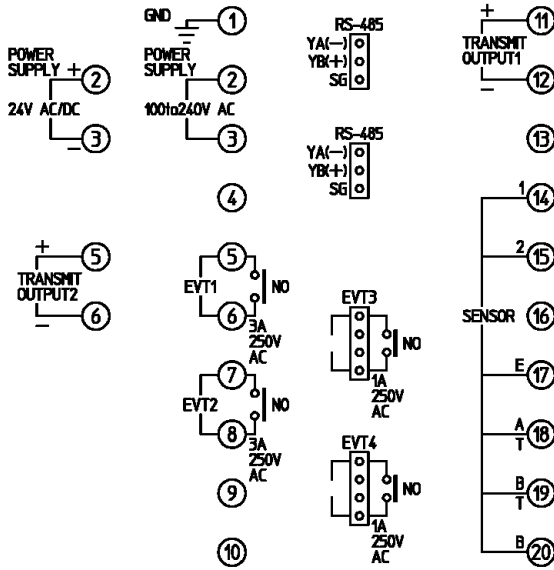 GND
1
POWER
SUPPLY
+
2
24V AC/DC
−
3
POWER
SUPPLY
2
100to240V AC
3
4
RS-485
YA(−)
YB(+)
SG
RS-485
YA(−)
YB(+)
SG
+
11
TRANSMIT
OUTPUT1
−
12
13
+
5
TRANSMIT
OUTPUT2
−
6
5
EVT1
NO
6
3A
250V
AC
7
EVT2
NO
8
3A
250V
AC
9
10
EVT3
NO
1A
250V
AC
EVT4
NO
1A
250V
AC
1
14
2
15
SENSOR
16
E
17
A
T
18
B
T
19
B
20